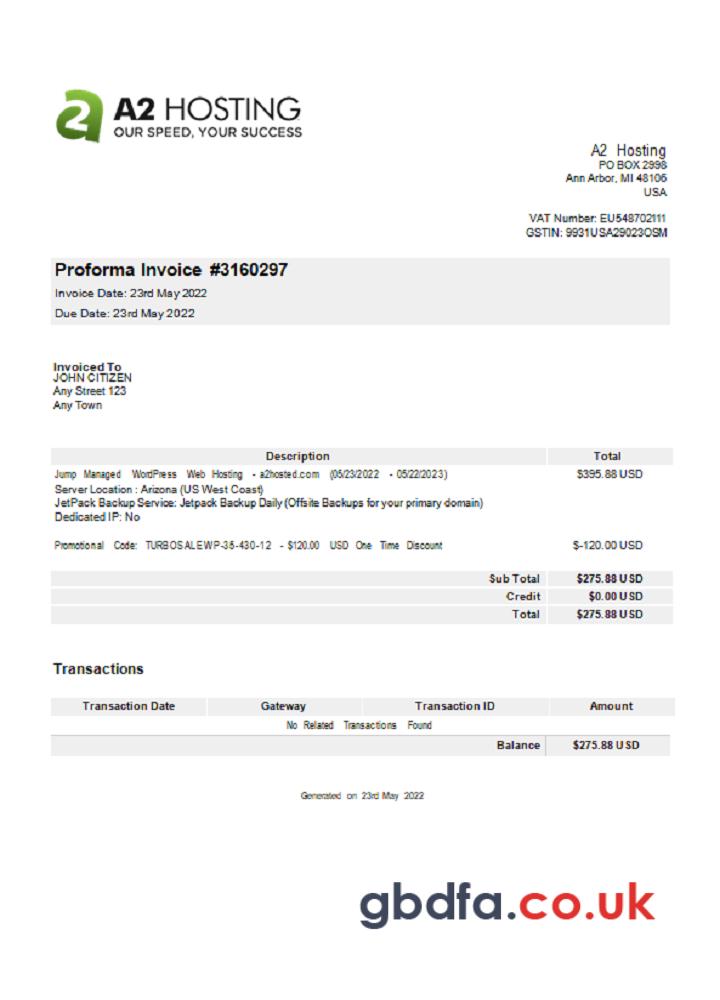 A2 HOSTING
OUR SPEED, YOUR SUCCESS
A2 Hosting
PO BOX 2998
Ann Arbor, MI 48106
USA
VAT Number: EU548702111
GSTIN: 9931USA29023OSM
Proforma Invoice #3160297
Invoice Date: 23rd May 2022
Due Date: 23rd May 2022
Invoiced To
JOHN CITIZEN
Any Street 123
Any Town
Description Total
Jump Managed WordPress Web Hosting - a2hosted.com (05/23/2022 - 05/22/2023) $395.88 USD
Server Location : Arizona (US West Coast)
JetPack Backup Service: Jetpack Backup Daily (Offsite Backups for your primary domain)
Dedicated IP: No
Promotional Code: TURBOSALEWP-35-430-12 - $120.00 USD One Time Discount $-120.00 USD
Sub Total $275.88 USD
Credit $0.00 USD
Total $275.88 USD
Transactions
Transaction Date Gateway Transaction ID Amount
No Related Transactions Found
Balance $275.88 USD
Generated on 23rd May 2022
gbdfa.co.uk